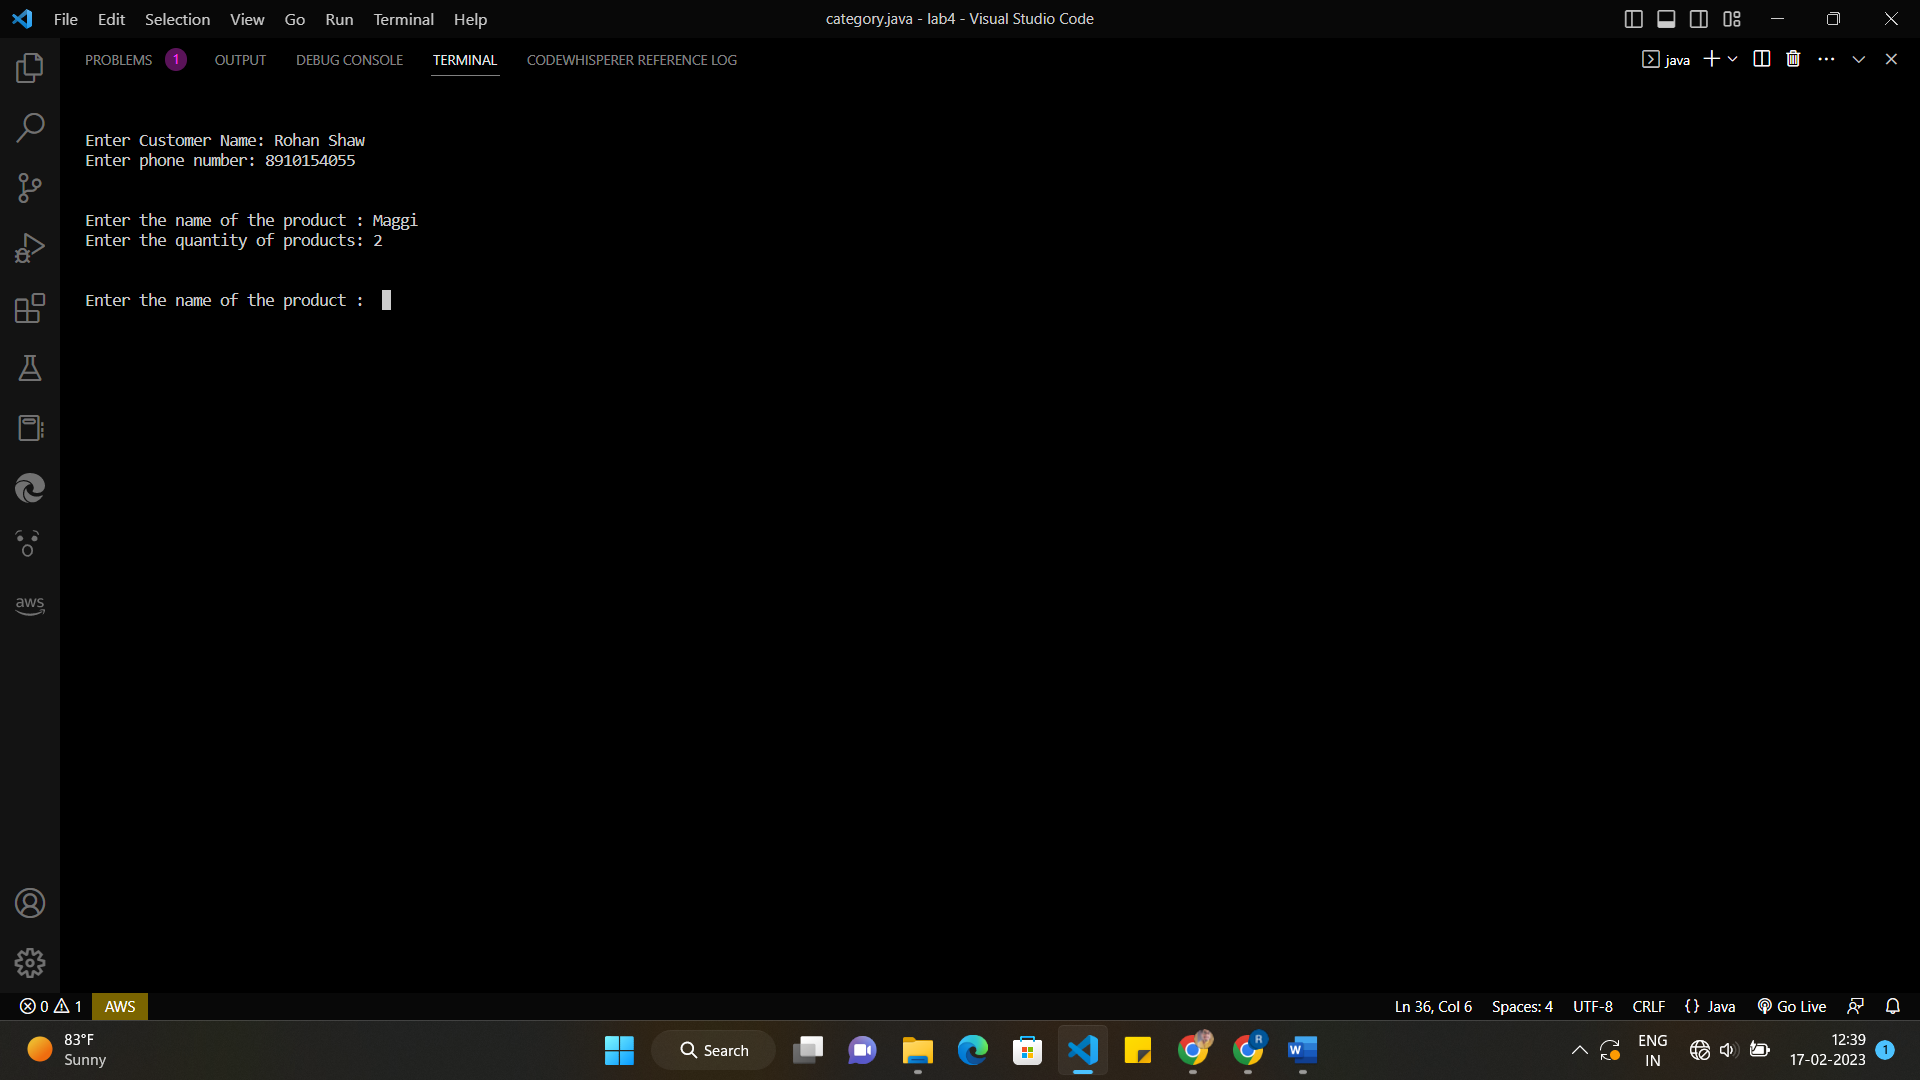 File Edit Selection View Go Run Terminal Help
category.java - lab4 - Visual Studio Code
PROBLEMS 1 OUTPUT DEBUG CONSOLE TERMINAL CODEWHISPERER REFERENCE LOG
java
Enter Customer Name: Rohan Shaw
Enter phone number: 8910154055
Enter the name of the product : Maggi
Enter the quantity of products: 2
Enter the name of the product :
aws
0 1 AWS
Ln 36, Col 6 Spaces: 4 UTF-8 CRLF {} Java Go Live
83°F
Sunny
Search
R
W
ENG
IN
12:39
17-02-2023
1